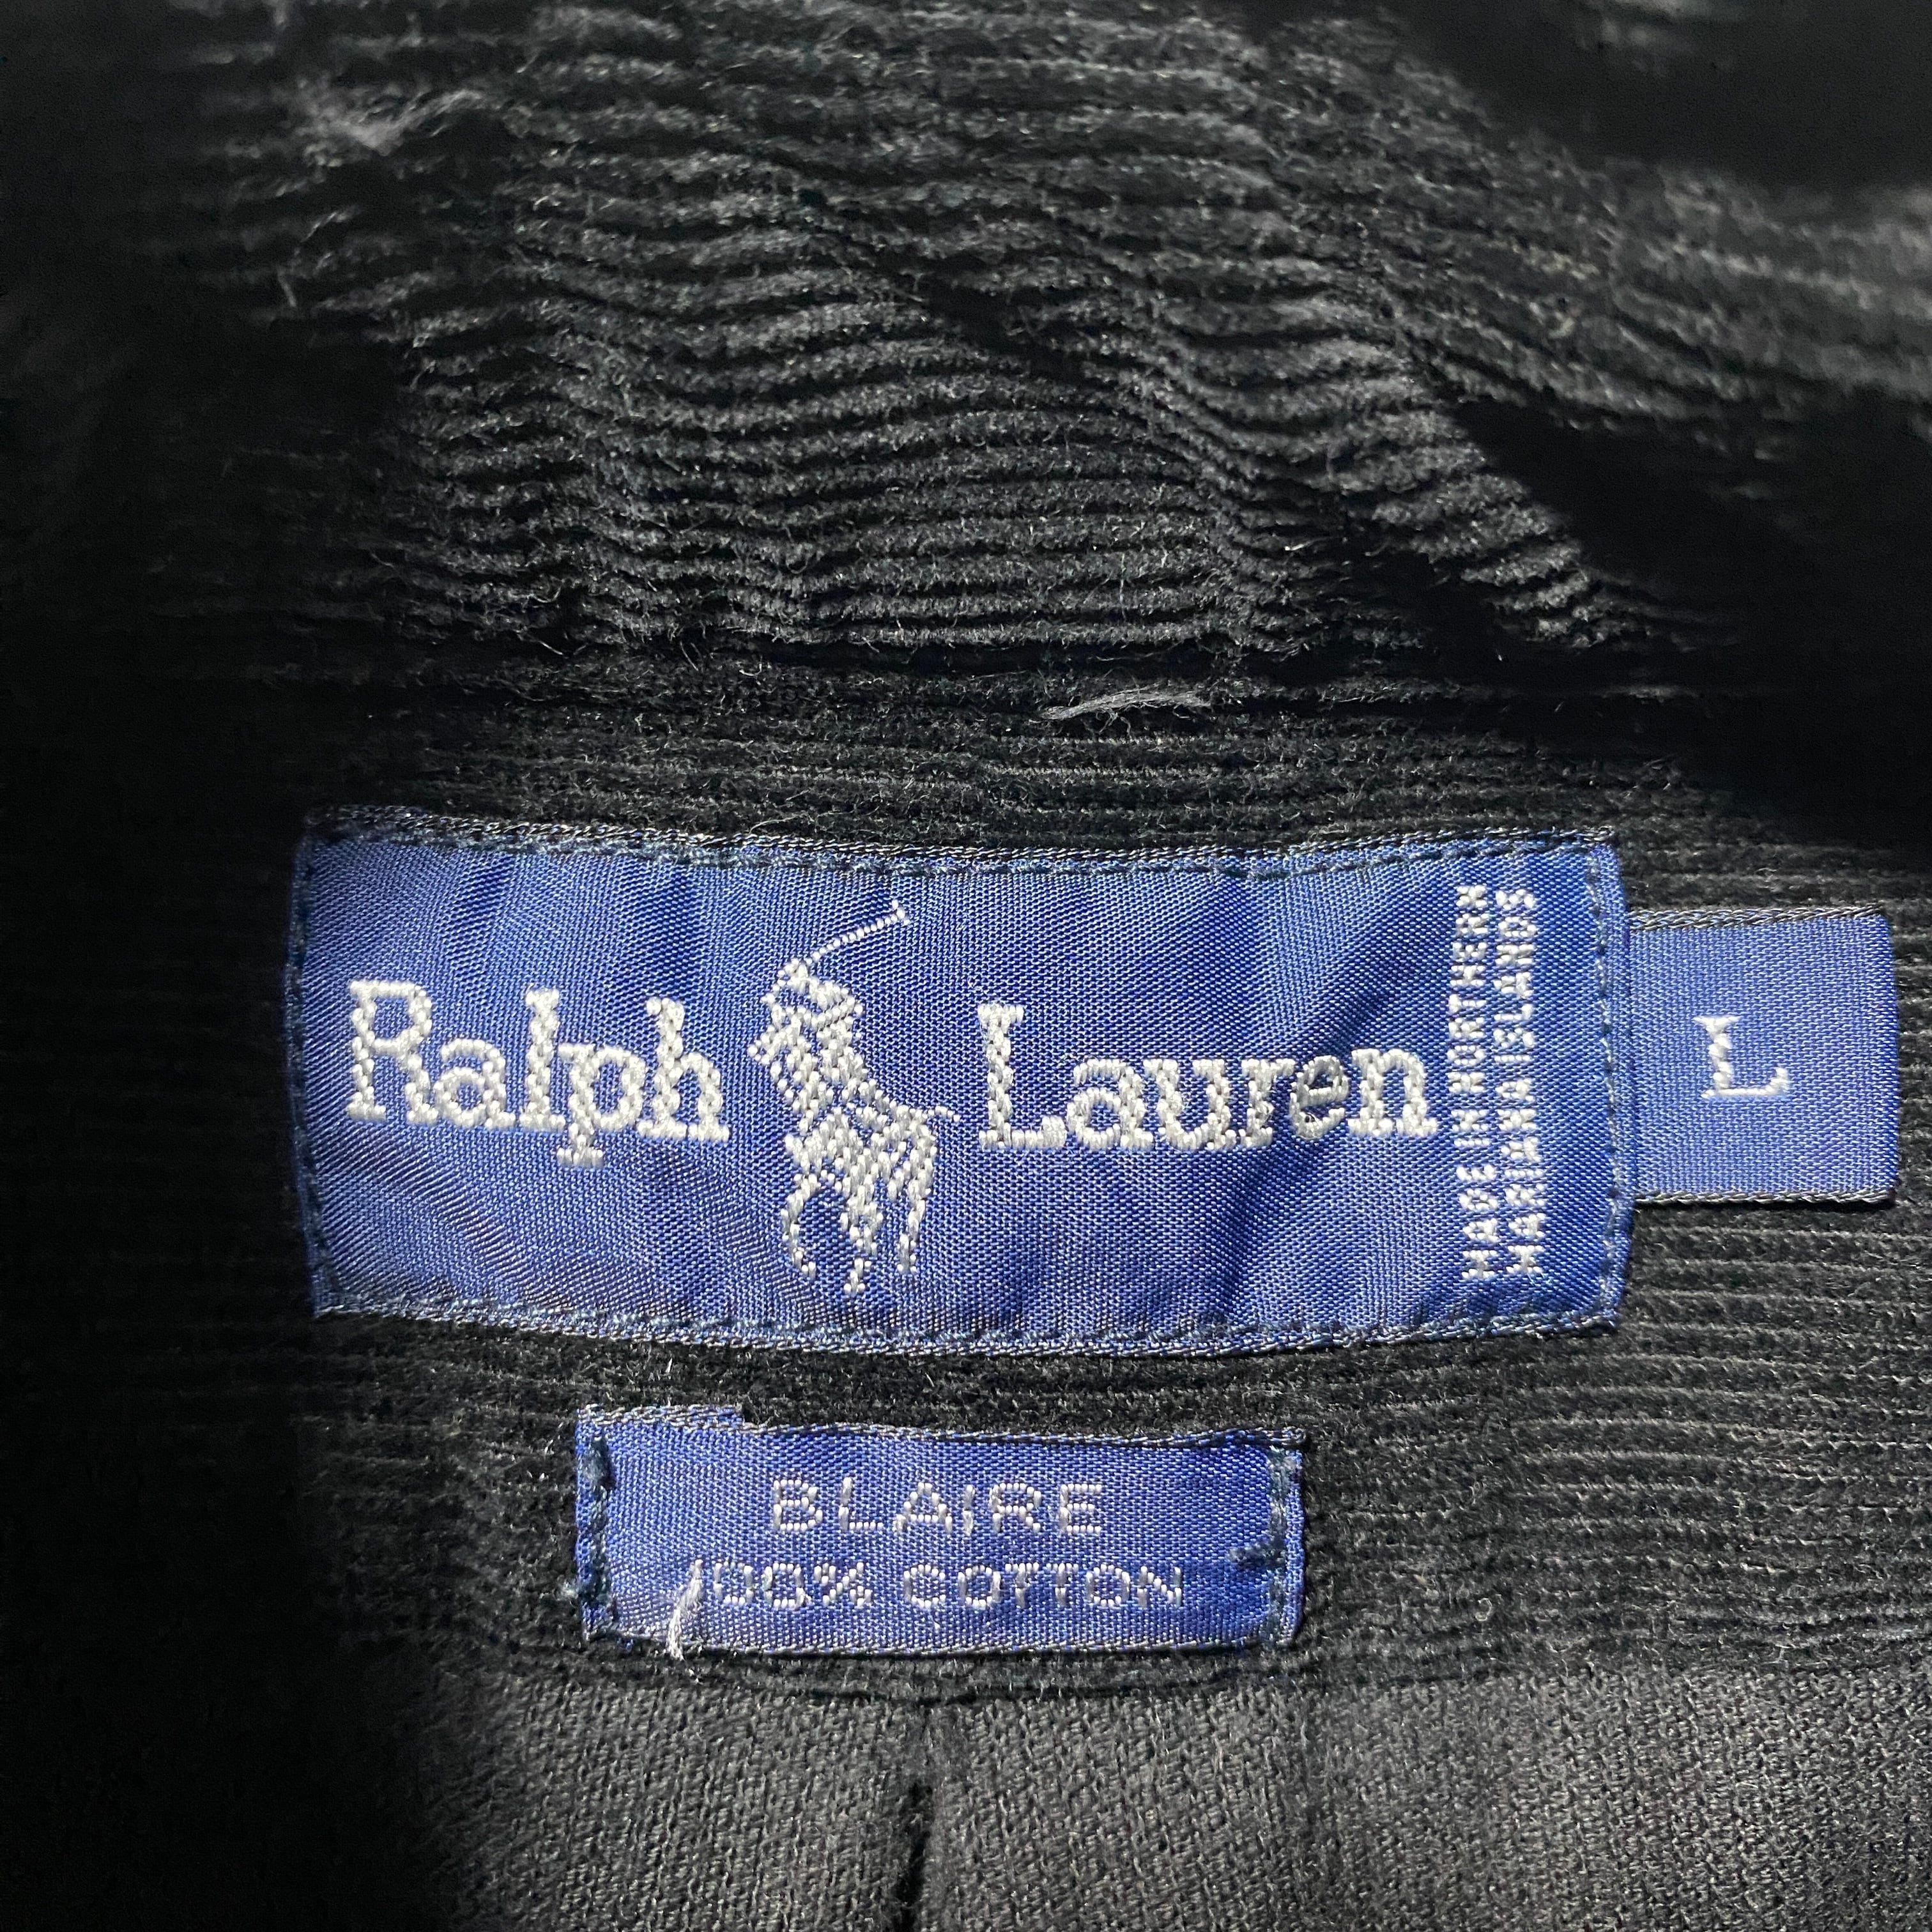 Ralph Lauren
MADE IN NORTHERN
MARIANA ISLANDS
L
BLAIRE
100% COTTON